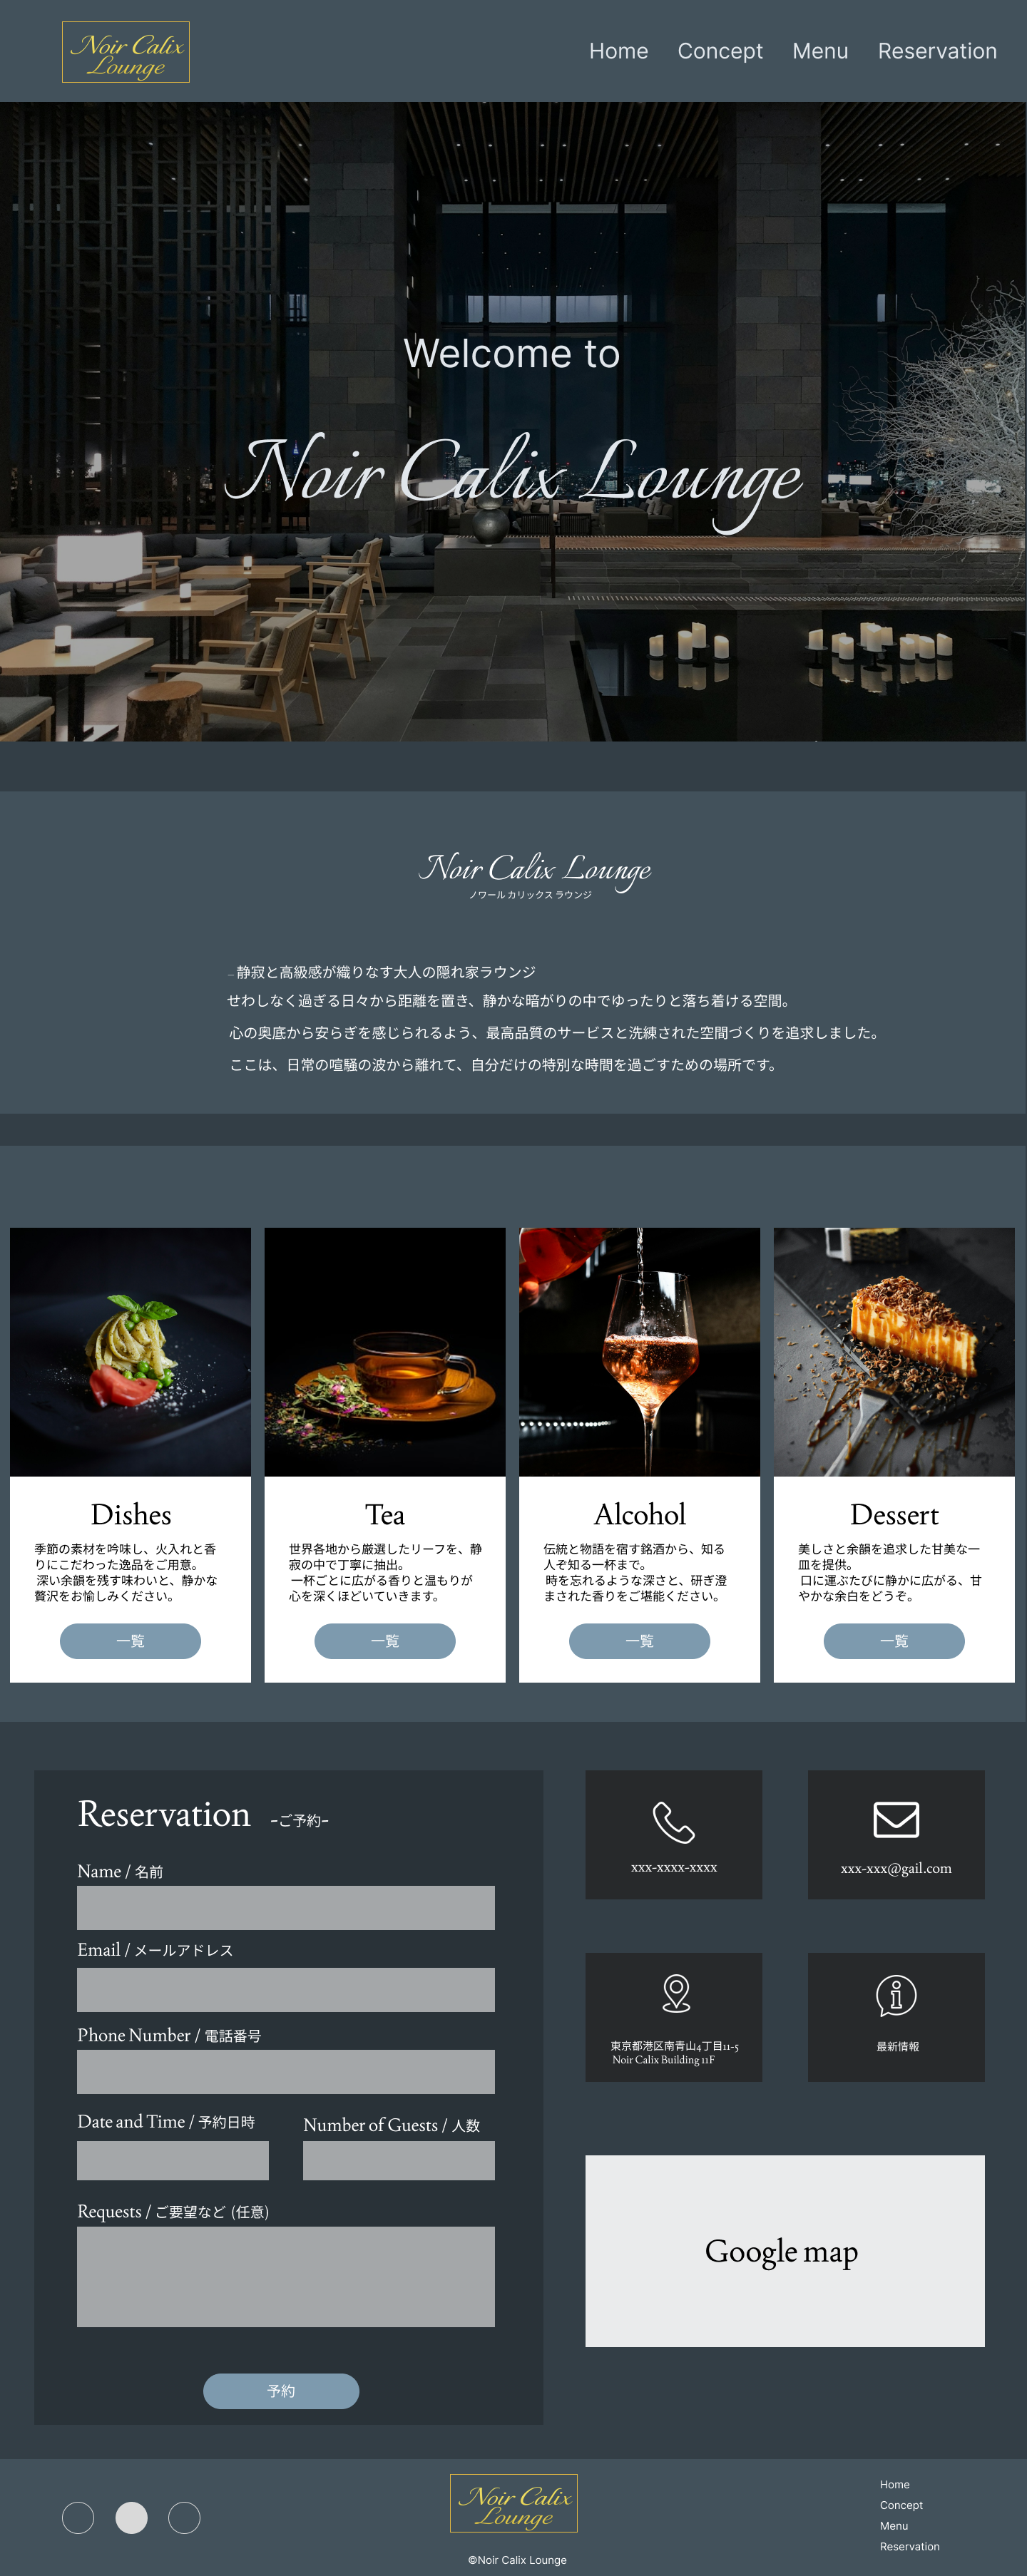 Noir Calix
Lounge
Home Concept Menu Reservation
Welcome to
Noir Calix Lounge
Noir Calix Lounge
ノワール カリックス ラウンジ
―静寂と高級感が織りなす大人の隠れ家ラウンジ
せわしなく過ぎる日々から距離を置き、静かな暗がりの中でゆったりと落ち着ける空間。
心の奥底から安らぎを感じられるよう、最高品質のサービスと洗練された空間づくりを追求しました。
ここは、日常の喧騒の波から離れて、自分だけの特別な時間を過ごすための場所です。
Dishes
季節の素材を吟味し、火入れと香
りにこだわった逸品をご用意。
深い余韻を残す味わいと、静かな
贅沢をお愉しみください。
一覧
Tea
世界各地から厳選したリーフを、静
寂の中で丁寧に抽出。
一杯ごとに広がる香りと温もりが
心を深くほどいていきます。
一覧
Alcohol
伝統と物語を宿す銘酒から、知る
人ぞ知る一杯まで。
時を忘れるような深さと、研ぎ澄
まされた香りをご堪能ください。
一覧
Dessert
美しさと余韻を追求した甘美な一
皿を提供。
口に運ぶたびに静かに広がる、甘
やかな余白をどうぞ。
一覧
Reservation -ご予約-
Name / 名前
Email / メールアドレス
Phone Number / 電話番号
Date and Time / 予約日時
Number of Guests / 人数
Requests / ご要望など (任意)
予約
xxx-xxxx-xxxx
xxx-xxx@gail.com
東京都港区南青山4丁目11-5
Noir Calix Building 11F
最新情報
Google map
Noir Calix
Lounge
©Noir Calix Lounge
Home
Concept
Menu
Reservation